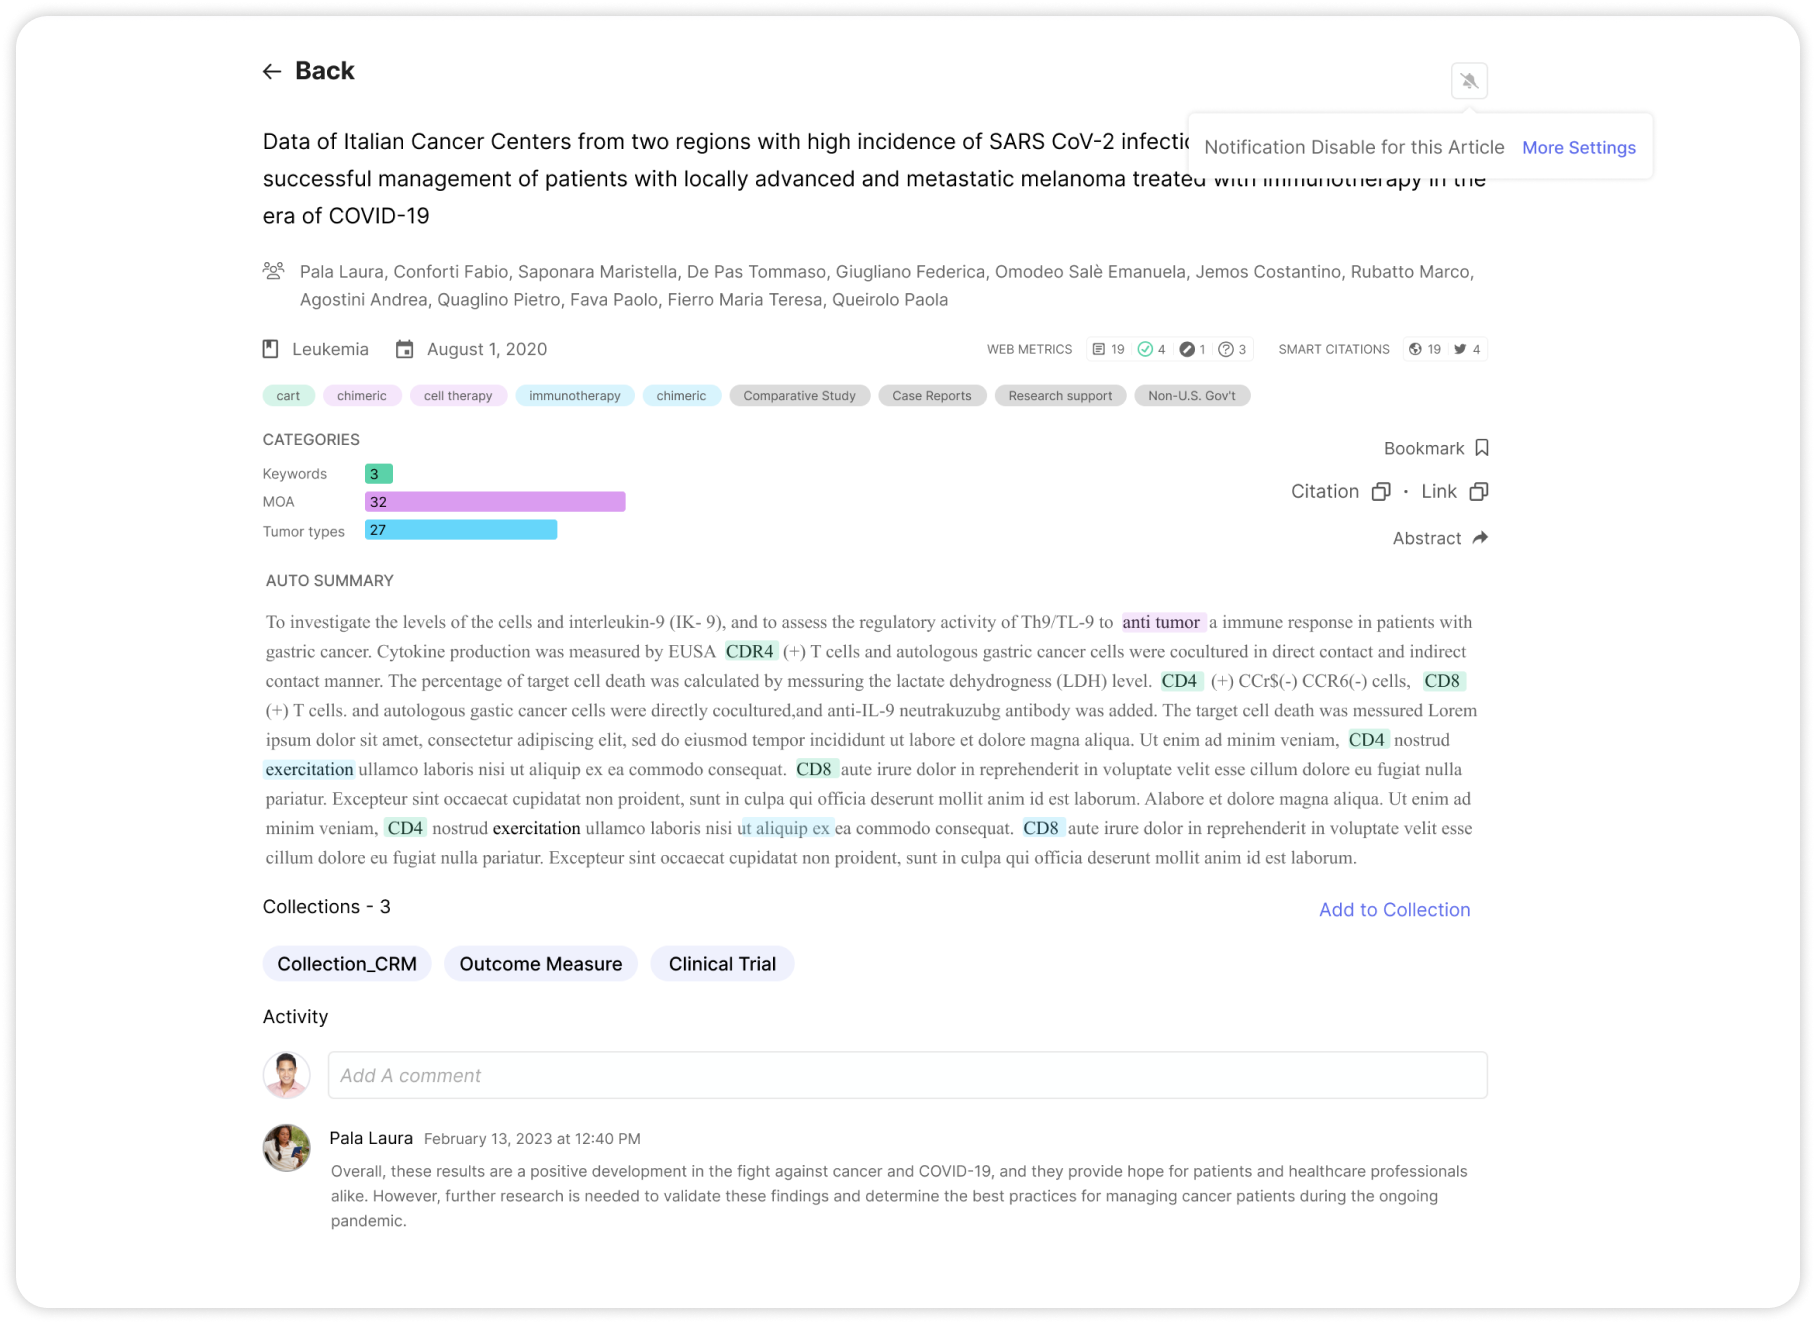 Back
Data of Italian Cancer Centers from two regions with high incidence of SARS CoV-2 infectic
Notification Disable for this Article More Settings
successful management of patients with locally advanced and metastatic melanoma treated with immunotherapy in the
era of COVID-19
Pala Laura, Conforti Fabio, Saponara Maristella, De Pas Tommaso, Giugliano Federica, Omodeo Salè Emanuela, Jemos Costantino, Rubatto Marco,
Agostini Andrea, Quaglino Pietro, Fava Paolo, Fierro Maria Teresa, Queirolo Paola
Leukemia August 1, 2020 WEB METRICS 19 4 1 3 SMART CITATIONS 19 4
cart chimeric cell therapy immunotherapy chimeric Comparative Study Case Reports Research support Non-U.S. Gov't
CATEGORIES
Bookmark
Keywords 3
MOA 32
Citation · Link
Tumor types 27
Abstract
AUTO SUMMARY
To investigate the levels of the cells and interleukin-9 (IK- 9), and to assess the regulatory activity of Th9/TL-9 to anti tumor a immune response in patients with
gastric cancer. Cytokine production was measured by EUSA CDR4 (+) T cells and autologous gastric cancer cells were cocultured in direct contact and indirect
contact manner. The percentage of target cell death was calculated by messuring the lactate dehydrogness (LDH) level. CD4 (+) CCr$(-) CCR6(-) cells, CD8
(+) T cells. and autologous gastic cancer cells were directly cocultured,and anti-IL-9 neutrakuzubg antibody was added. The target cell death was messured Lorem
ipsum dolor sit amet, consectetur adipiscing elit, sed do eiusmod tempor incididunt ut labore et dolore magna aliqua. Ut enim ad minim veniam, CD4 nostrud
exercitation ullamco laboris nisi ut aliquip ex ea commodo consequat. CD8 aute irure dolor in reprehenderit in voluptate velit esse cillum dolore eu fugiat nulla
pariatur. Excepteur sint occaecat cupidatat non proident, sunt in culpa qui officia deserunt mollit anim id est laborum. Alabore et dolore magna aliqua. Ut enim ad
minim veniam, CD4 nostrud exercitation ullamco laboris nisi ut aliquip ex ea commodo consequat. CD8 aute irure dolor in reprehenderit in voluptate velit esse
cillum dolore eu fugiat nulla pariatur. Excepteur sint occaecat cupidatat non proident, sunt in culpa qui officia deserunt mollit anim id est laborum.
Collections - 3
Add to Collection
Collection_CRM Outcome Measure Clinical Trial
Activity
Add A comment
Pala Laura February 13, 2023 at 12:40 PM
Overall, these results are a positive development in the fight against cancer and COVID-19, and they provide hope for patients and healthcare professionals
alike. However, further research is needed to validate these findings and determine the best practices for managing cancer patients during the ongoing
pandemic.